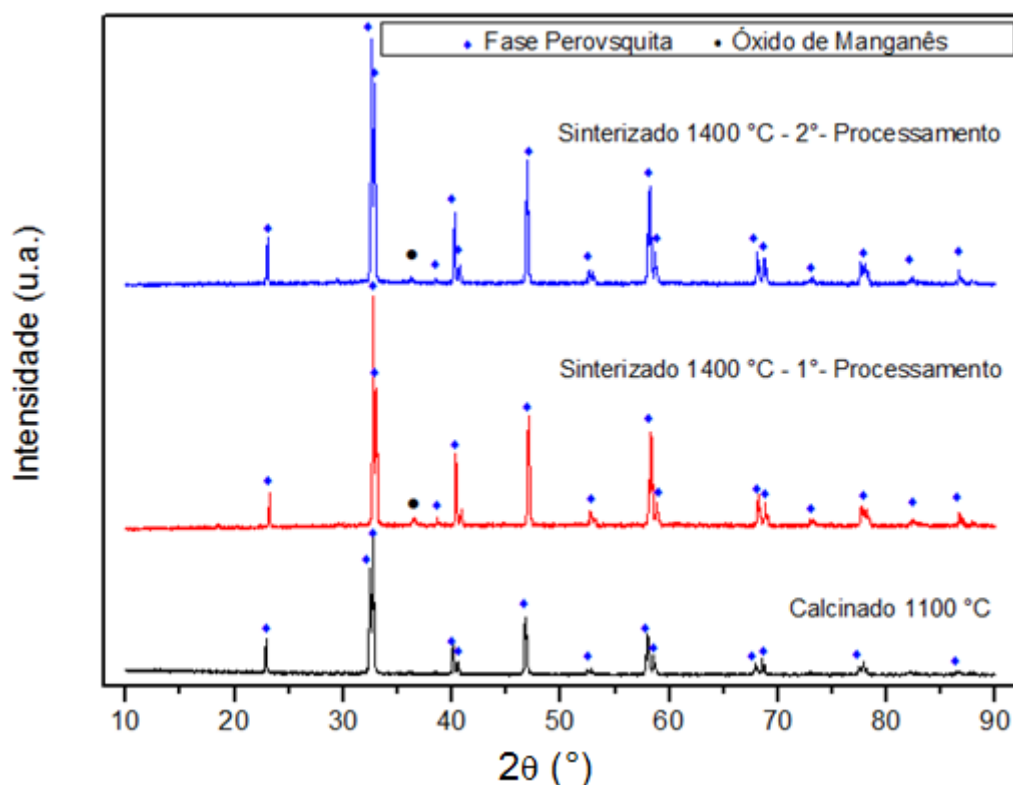 Fase Perovsquita Óxido de Manganês
Sinterizado 1400 °C - 2°- Processamento
Sinterizado 1400 °C - 1°- Processamento
Calcinado 1100 °C
Intensidade (u.a.)
10 20 30 40 50 60 70 80 90
2θ (°)